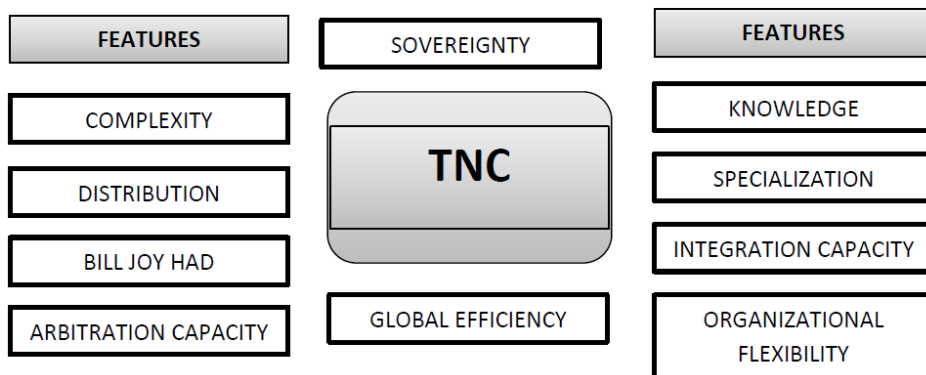 FEATURES
COMPLEXITY
DISTRIBUTION
BILL JOY HAD
ARBITRATION CAPACITY
SOVEREIGNTY
TNC
GLOBAL EFFICIENCY
FEATURES
KNOWLEDGE
SPECIALIZATION
INTEGRATION CAPACITY
ORGANIZATIONAL
FLEXIBILITY